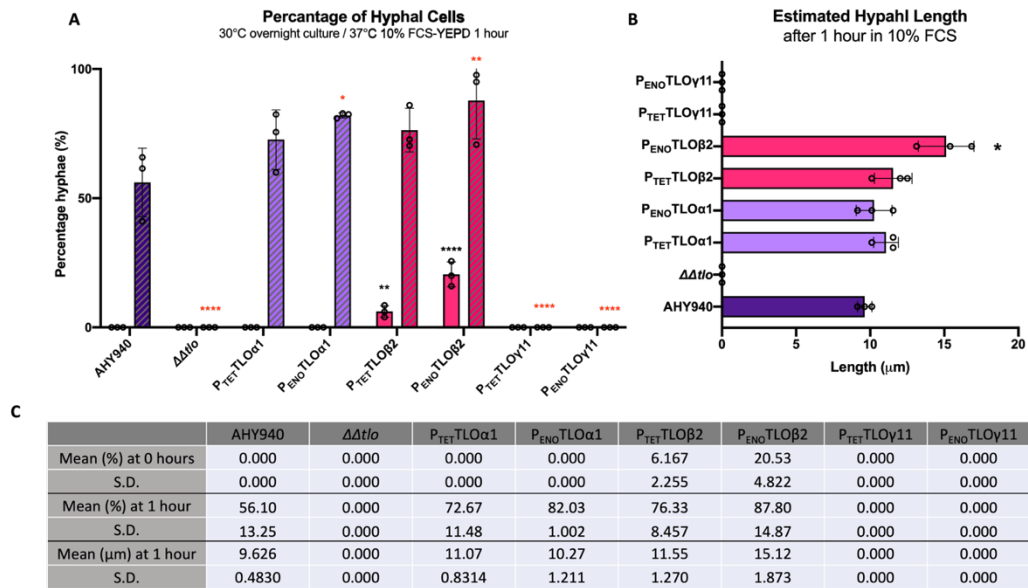 A
Percentage of Hyphal Cells
30°C overnight culture / 37°C 10% FCS-YEPD 1 hour
Percentage hyphae (%)
100
50
0
*
**
**
****
****
****
****
AHY940
ΔΔtlo
PTETTLOα1
PENOTLOα1
PTETTLOβ2
PENOTLOβ2
PTETTLOγ11
PENOTLOγ11
B
Estimated Hypahl Length
after 1 hour in 10% FCS
PENOTLOγ11
PTETTLOγ11
PENOTLOβ2
*
PTETTLOβ2
PENOTLOα1
PTETTLOα1
ΔΔtlo
AHY940
0 5 10 15 20
Length (μm)
C
AHY940 ΔΔtlo PTETTLOα1 PENOTLOα1 PTETTLOβ2 PENOTLOβ2 PTETTLOγ11 PENOTLOγ11
Mean (%) at 0 hours 0.000 0.000 0.000 0.000 6.167 20.53 0.000 0.000
S.D. 0.000 0.000 0.000 0.000 2.255 4.822 0.000 0.000
Mean (%) at 1 hour 56.10 0.000 72.67 82.03 76.33 87.80 0.000 0.000
S.D. 13.25 0.000 11.48 1.002 8.457 14.87 0.000 0.000
Mean (μm) at 1 hour 9.626 0.000 11.07 10.27 11.55 15.12 0.000 0.000
S.D. 0.4830 0.000 0.8314 1.211 1.270 1.873 0.000 0.000